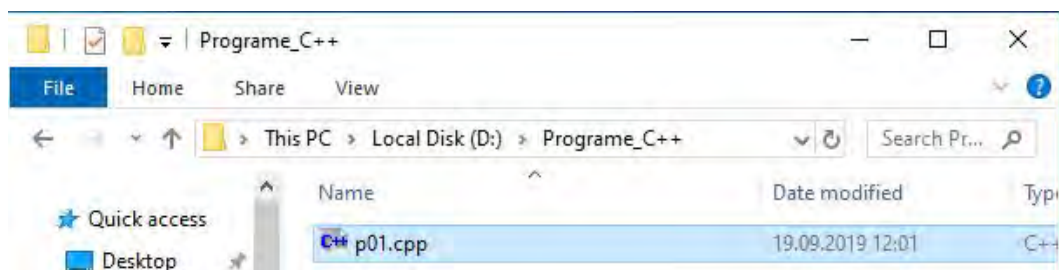 Programe_C++
File Home Share View
This PC > Local Disk (D:) > Programe_C++ Search Pr...
Name Date modified
Quick access
C++ p01.cpp 19.09.2019 12:01 C++
Desktop